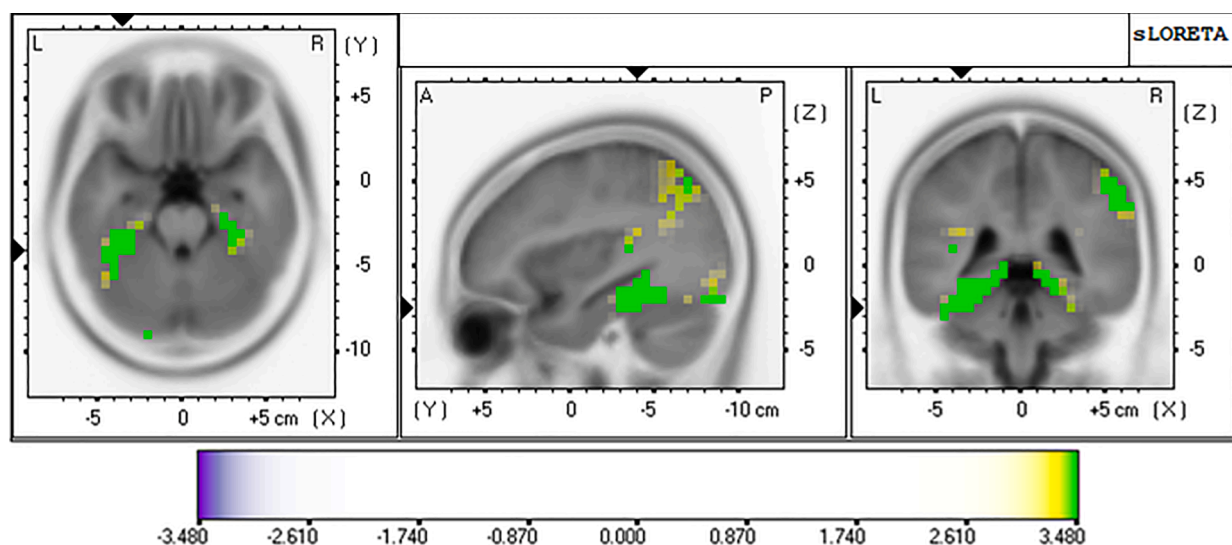 sLORETA
L R (Y)
+5
0
-5
-10
-5 0 +5 cm (X)
A P (Z)
+5
0
-5
(Y) +5 0 -5 -10 cm
L R (Z)
+5
0
-5
-5 0 +5 cm (X)
-3.480 -2.610 -1.740 -0.870 0.000 0.870 1.740 2.610 3.480